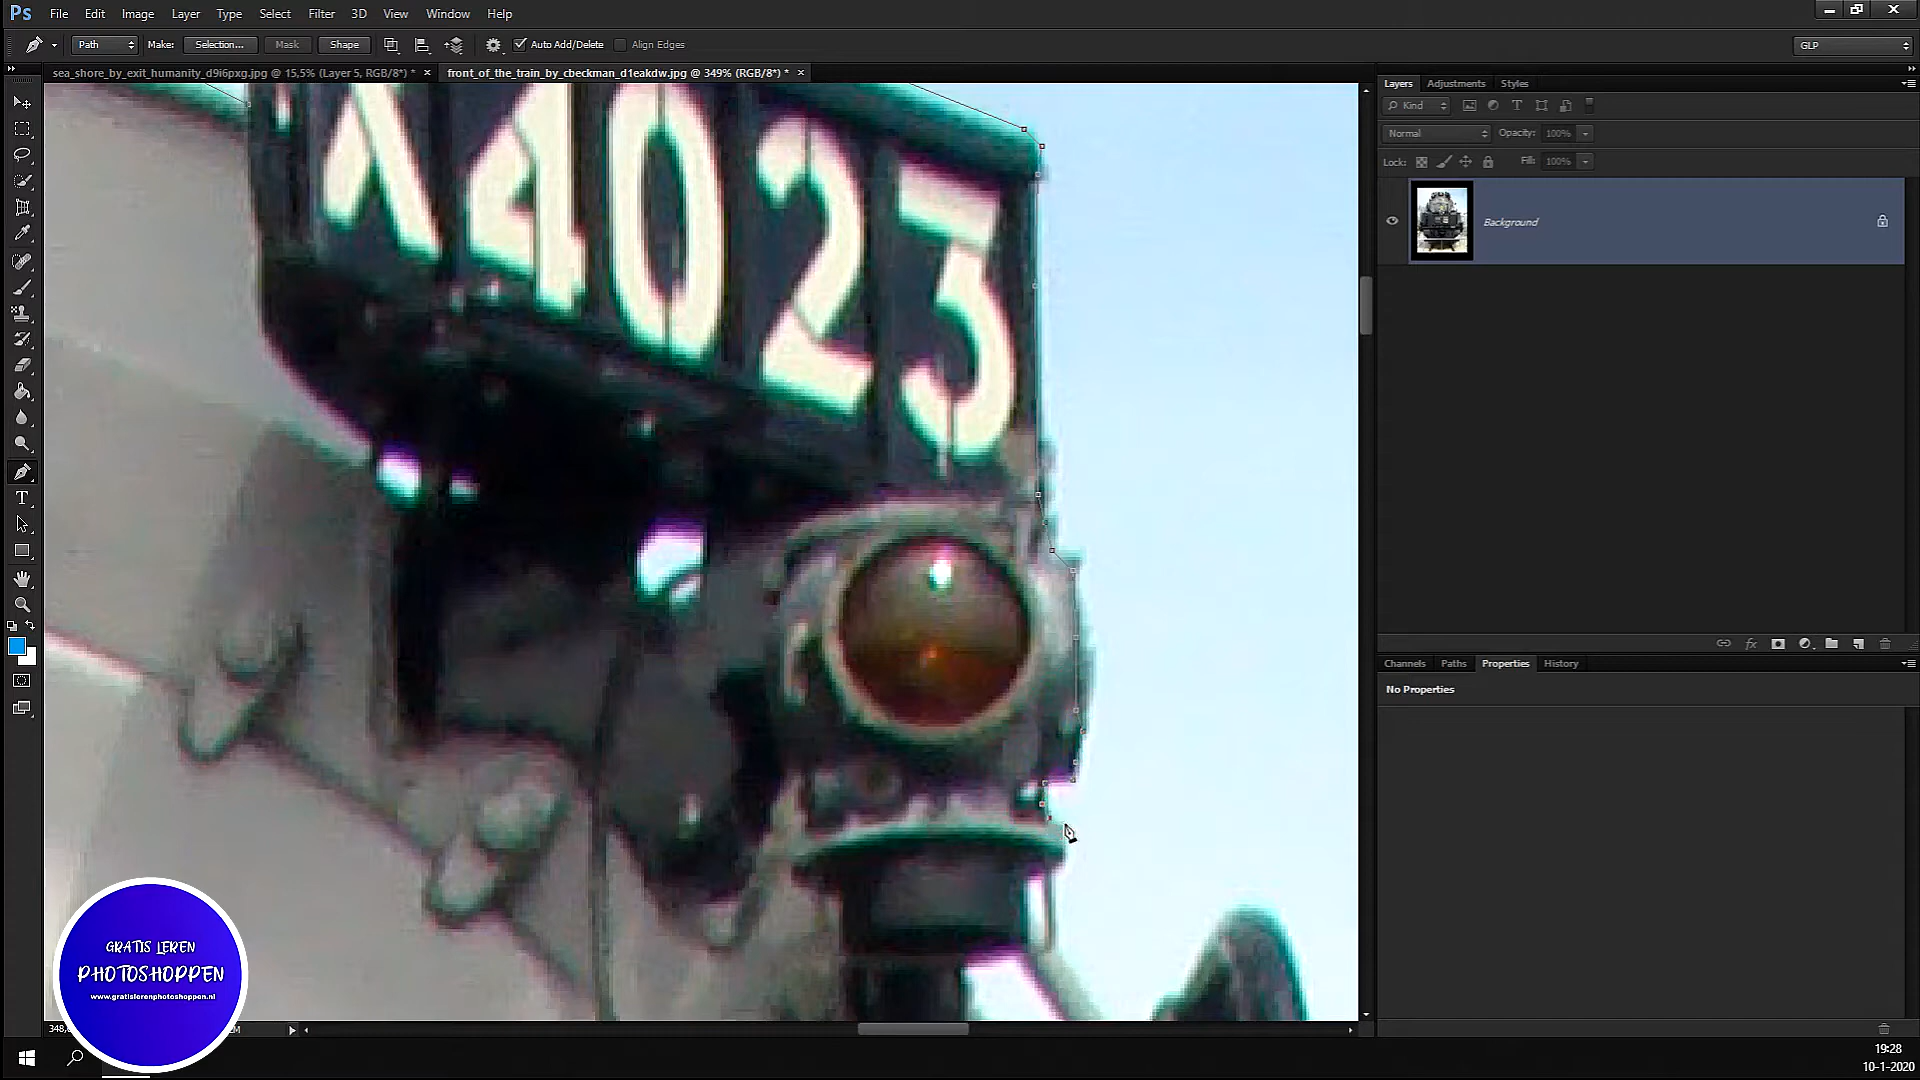 Ps File Edit Image Layer Type Select Filter 3D View Window Help
Path Make: Selection... Mask Shape Auto Add/Delete Align Edges GLP
sea_shore_by_exit_humanity_d9i6pxg.jpg @ 15,5% (Layer 5, RGB/8*) * × front_of_the_train_by_cbeckman_d1eakdw.jpg @ 349% (RGB/8*) * ×
Layers Adjustments Styles
Kind
Normal Opacity: 100%
Lock: Fill: 100%
Background
X4023
Channels Paths Properties History
No Properties
GRATIS LEREN
PHOTOSHOPPEN
www.gratislerenphotoshoppen.nl
19:28
10-1-2020